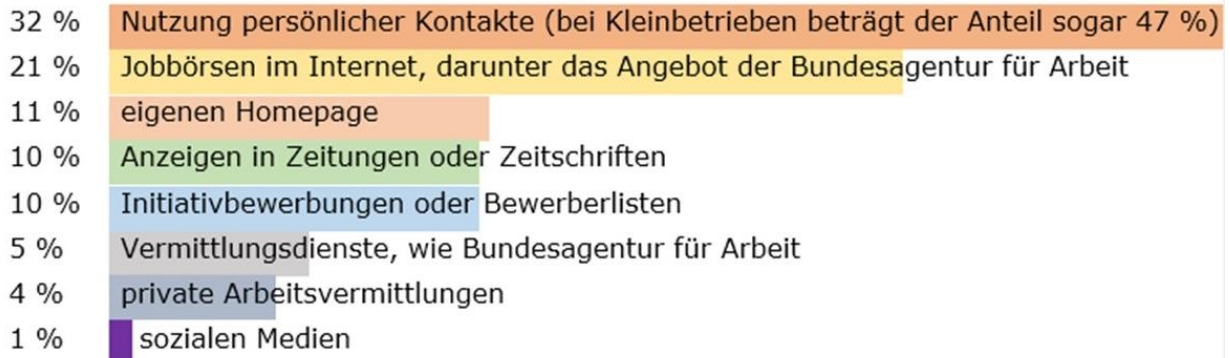 32 % Nutzung persönlicher Kontakte (bei Kleinbetrieben beträgt der Anteil sogar 47 %)
21 % Jobbörsen im Internet, darunter das Angebot der Bundesagentur für Arbeit
11 % eigenen Homepage
10 % Anzeigen in Zeitungen oder Zeitschriften
10 % Initiativbewerbungen oder Bewerberlisten
5 % Vermittlungsdienste, wie Bundesagentur für Arbeit
4 % private Arbeitsvermittlungen
1 % sozialen Medien